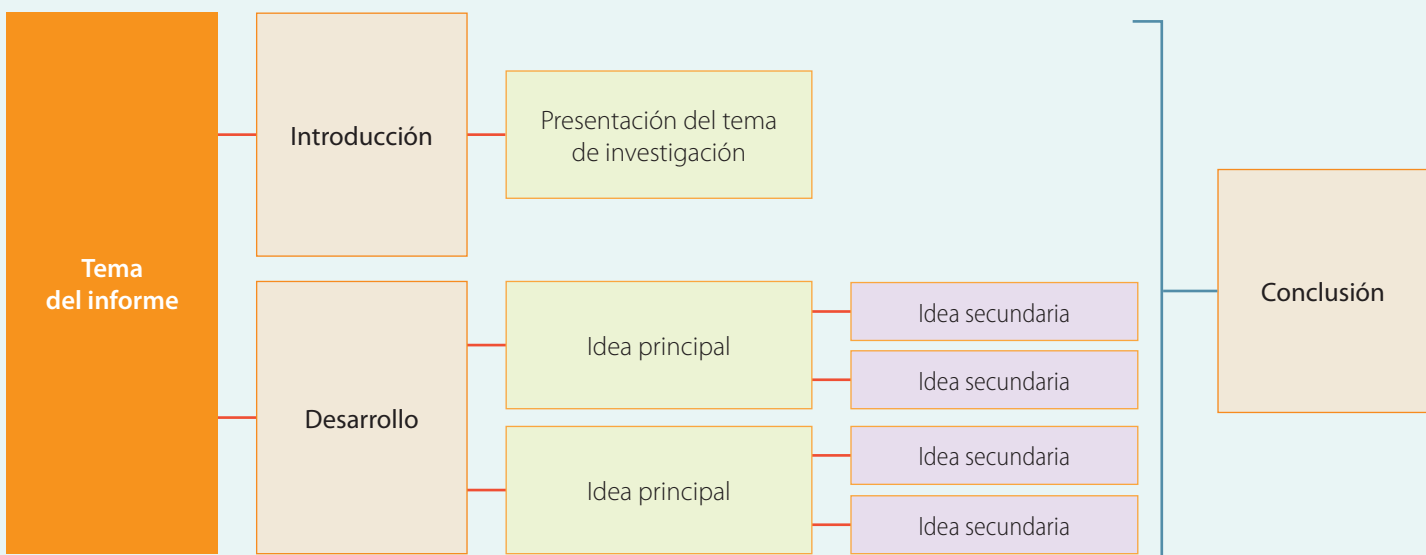 Tema
del informe
Introducción
Presentación del tema
de investigación
Desarrollo
Idea principal
Idea secundaria
Idea secundaria
Idea principal
Idea secundaria
Idea secundaria
Conclusión